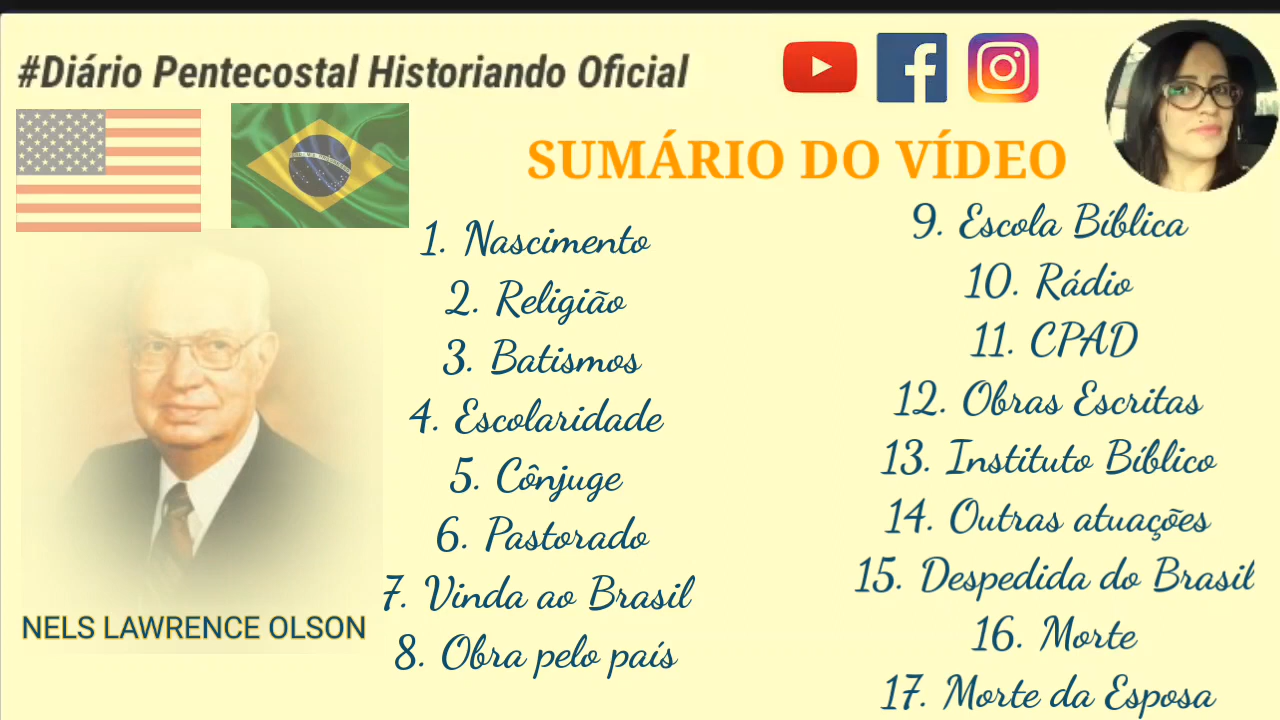 #Diário Pentecostal Historiando Oficial
SUMÁRIO DO VÍDEO
1. Nascimento
2. Religião
3. Batismos
4. Escolaridade
5. Cônjuge
6. Pastorado
7. Vinda ao Brasil
8. Obra pelo país
9. Escola Bíblica
10. Rádio
11. CPAD
12. Obras Escritas
13. Instituto Bíblico
14. Outras atuações
15. Despedida do Brasil
16. Morte
17. Morte da Esposa
NELS LAWRENCE OLSON